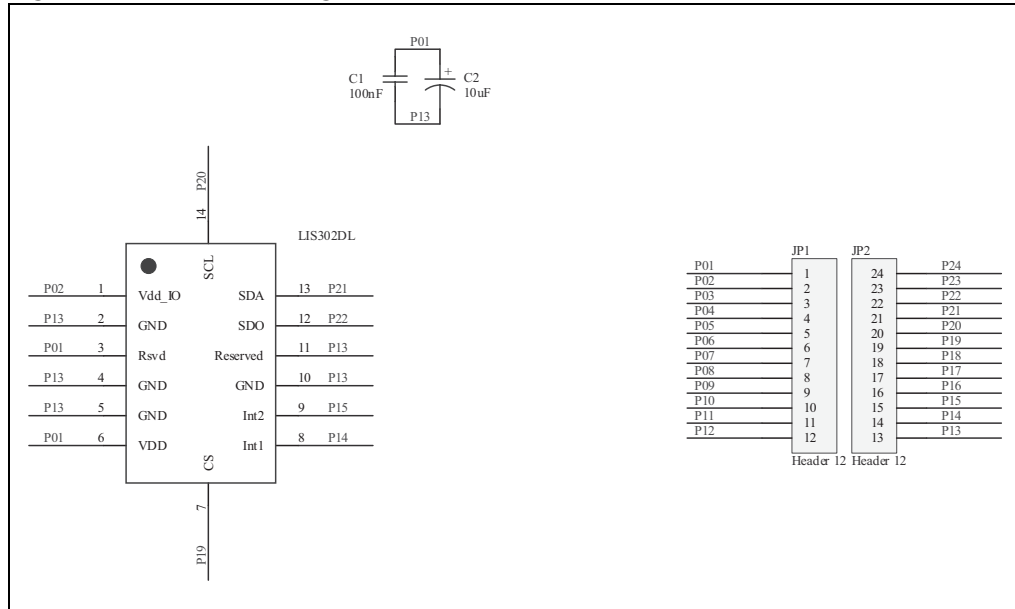 P01
C1
100nF
+
C2
10uF
P13
P20
14
LIS302DL
SCL
P02 1 Vdd_IO SDA 13 P21
P13 2 GND SDO 12 P22
P01 3 Rsvd Reserved 11 P13
P13 4 GND GND 10 P13
P13 5 GND Int2 9 P15
P01 6 VDD Int1 8 P14
CS
7
P19
JP1 JP2
P01 1 24 P24
P02 2 23 P23
P03 3 22 P22
P04 4 21 P21
P05 5 20 P20
P06 6 19 P19
P07 7 18 P18
P08 8 17 P17
P09 9 16 P16
P10 10 15 P15
P11 11 14 P14
P12 12 13 P13
Header 12 Header 12